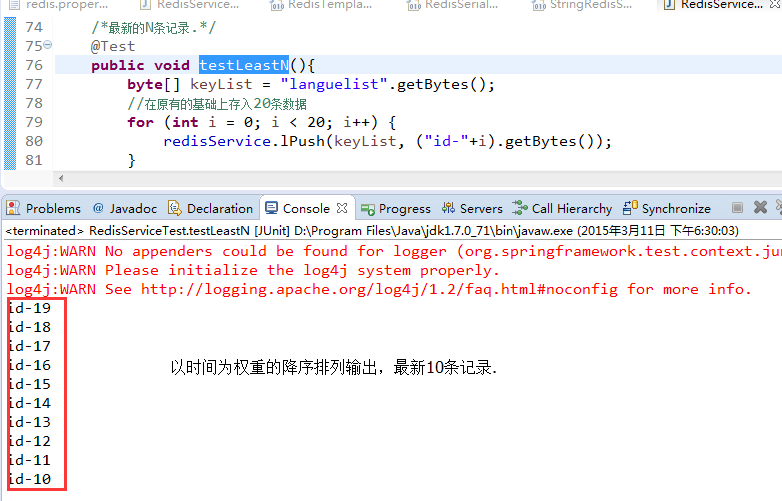 redis.proper... RedisService... RedisTempla... RedisSerial... StringRedisS... RedisService...
74 /*最新的N条记录.*/
75 @Test
76 public void testLeastN(){
77 byte[] keyList = "languelist".getBytes();
78 //在原有的基础上存入20条数据
79 for (int i = 0; i < 20; i++) {
80 redisService.lPush(keyList, ("id-"+i).getBytes());
81 }
Problems @ Javadoc Declaration Console Progress Servers Call Hierarchy Synchronize
<terminated> RedisServiceTest.testLeastN [JUnit] D:\Program Files\Java\jdk1.7.0_71\bin\javaw.exe (2015年3月11日 下午6:30:03)
log4j:WARN No appenders could be found for logger (org.springframework.test.context.jun
log4j:WARN Please initialize the log4j system properly.
log4j:WARN See http://logging.apache.org/log4j/1.2/faq.html#noconfig for more info.
id-19
id-18
id-17
id-16
以时间为权重的降序排列输出，最新10条记录.
id-15
id-14
id-13
id-12
id-11
id-10